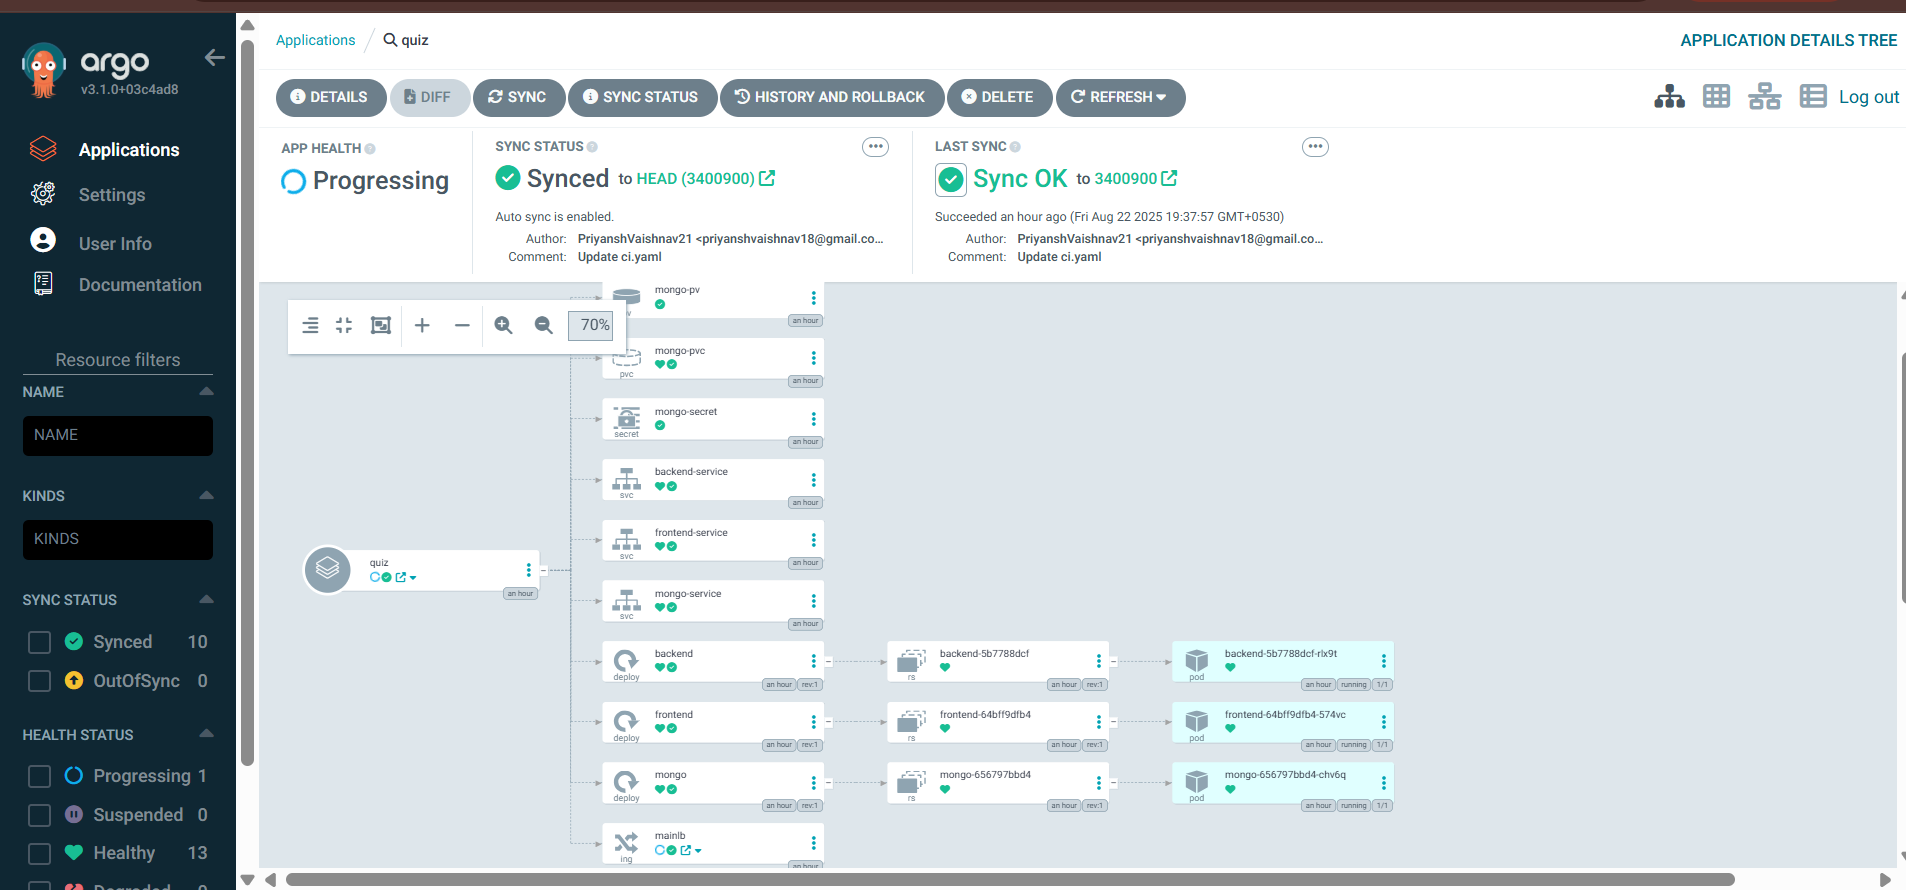 argo
v3.1.0+03c4ad8
Applications
Settings
User Info
Documentation
Resource filters
NAME
NAME
KINDS
KINDS
SYNC STATUS
Synced 10
OutOfSync 0
HEALTH STATUS
Progressing 1
Suspended 0
Healthy 13
Applications / quiz
APPLICATION DETAILS TREE
DETAILS DIFF SYNC SYNC STATUS HISTORY AND ROLLBACK DELETE REFRESH
Log out
APP HEALTH
Progressing
SYNC STATUS
Synced to HEAD (3400900)
Auto sync is enabled.
Author: PriyanshVaishnav21 <priyanshvaishnav18@gmail.co...
Comment: Update ci.yaml
LAST SYNC
Sync OK to 3400900
Succeeded an hour ago (Fri Aug 22 2025 19:37:57 GMT+0530)
Author: PriyanshVaishnav21 <priyanshvaishnav18@gmail.co...
Comment: Update ci.yaml
70%
mongo-pv
an hour
mongo-pvc
pvc
an hour
mongo-secret
secret
an hour
backend-service
svc
an hour
frontend-service
svc
an hour
quiz
an hour
mongo-service
svc
an hour
backend
deploy
an hour rev:1
backend-5b7788dcf
rs
an hour rev:1
backend-5b7788dcf-rlx9t
pod
an hour running 1/1
frontend
deploy
an hour rev:1
frontend-64bff9dfb4
rs
an hour rev:1
frontend-64bff9dfb4-574vc
pod
an hour running 1/1
mongo
deploy
an hour rev:1
mongo-656797bbd4
rs
an hour rev:1
mongo-656797bbd4-chv6q
pod
an hour running 1/1
mainlb
ing
an hour